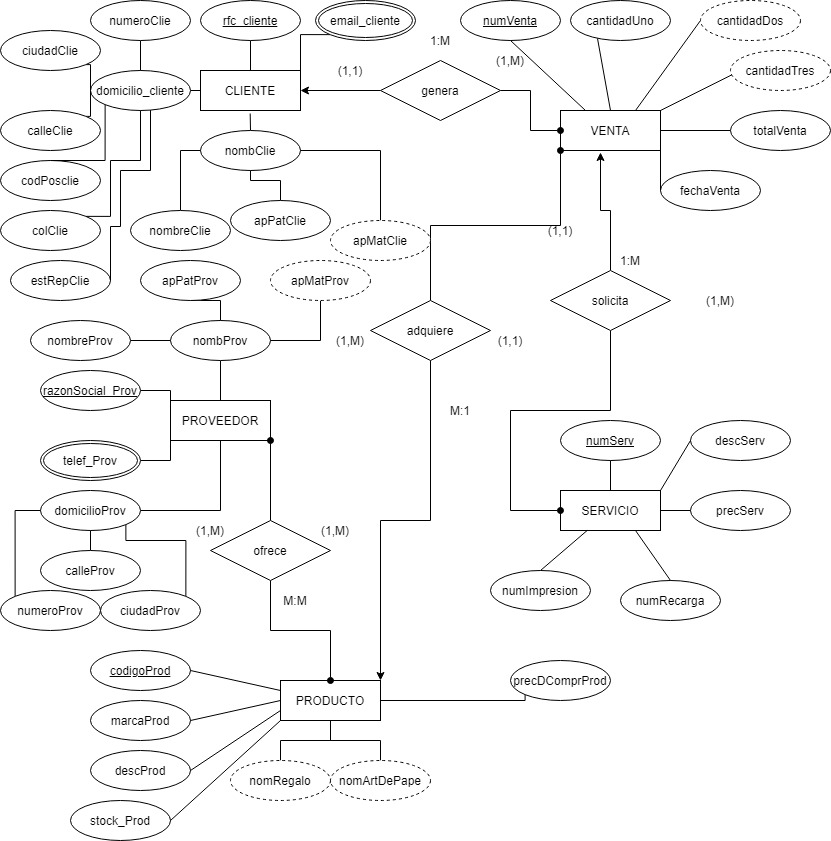 numeroClie
rfc_cliente
email_cliente
numVenta
cantidadUno
cantidadDos
ciudadClie
1:M
(1,1)
(1,M)
cantidadTres
domicilio_cliente
CLIENTE
genera
calleClie
VENTA
totalVenta
nombClie
codPosclie
fechaVenta
colClie
nombreClie
apPatClie
apMatClie
(1,1)
1:M
estRepClie
apPatProv
apMatProv
solicita
(1,M)
nombreProv
nombProv
(1,M)
adquiere
(1,1)
razonSocial_Prov
M:1
PROVEEDOR
numServ
descServ
telef_Prov
domicilioProv
SERVICIO
precServ
(1,M)
(1,M)
ofrece
calleProv
numImpresion
numRecarga
M:M
numeroProv
ciudadProv
codigoProd
precDComprProd
PRODUCTO
marcaProd
descProd
nomRegalo
nomArtDePape
stock_Prod